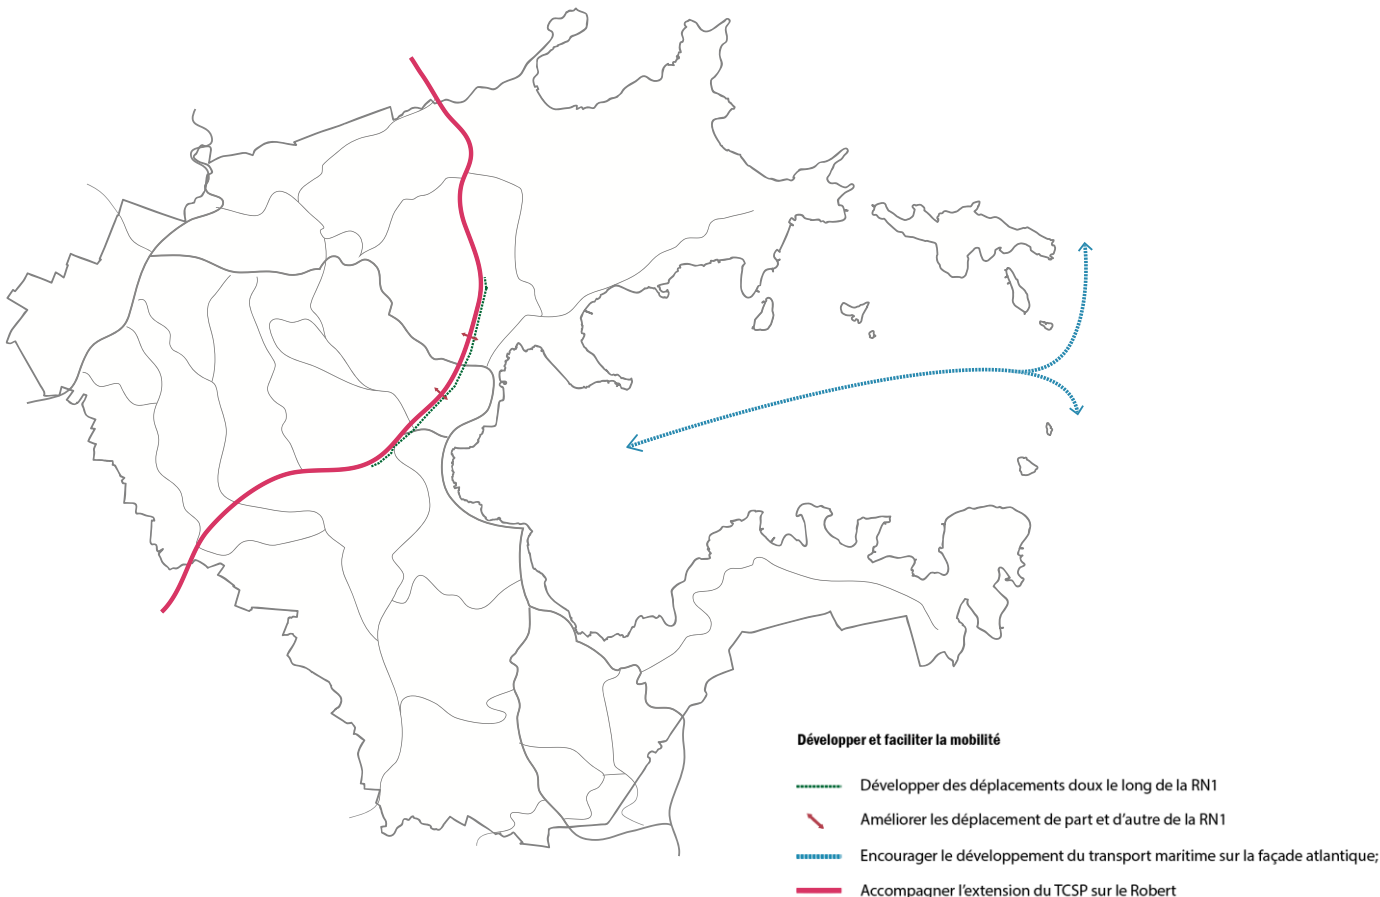 Développer et faciliter la mobilité
Développer des déplacements doux le long de la RN1
Améliorer les déplacement de part et d'autre de la RN1
Encourager le développement du transport maritime sur la façade atlantique;
Accompagner l'extension du TCSP sur le Robert